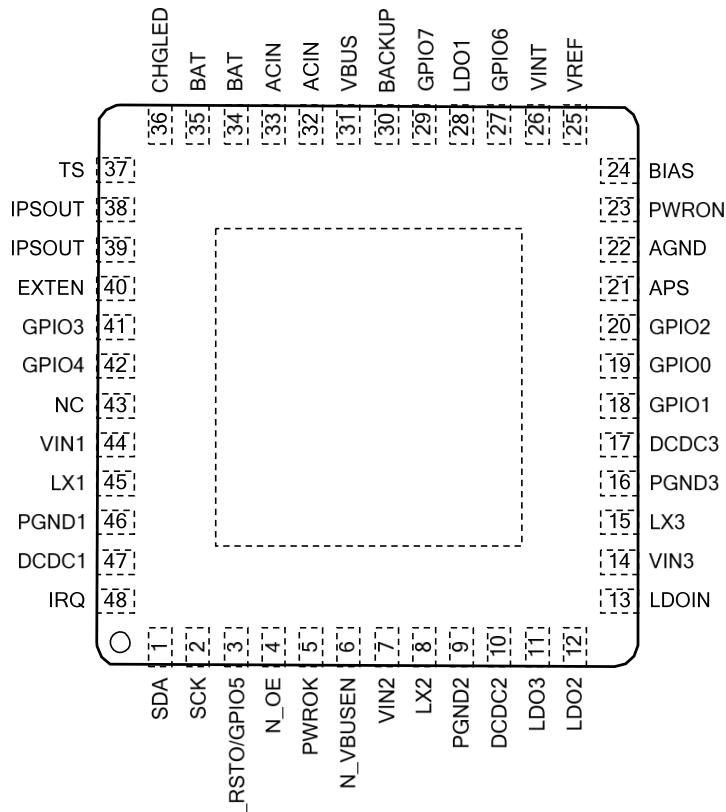 CHGLED
BAT
BAT
ACIN
ACIN
VBUS
BACKUP
GPIO7
LDO1
GPIO6
VINT
VREF
36
35
34
33
32
31
30
29
28
27
26
25
TS 37
IPSOUT 38
IPSOUT 39
EXTEN 40
GPIO3 41
GPIO4 42
NC 43
VIN1 44
LX1 45
PGND1 46
DCDC1 47
IRQ 48
24 BIAS
23 PWRON
22 AGND
21 APS
20 GPIO2
19 GPIO0
18 GPIO1
17 DCDC3
16 PGND3
15 LX3
14 VIN3
13 LDOIN
1
2
3
4
5
6
7
8
9
10
11
12
SDA
SCK
_RSTO/GPIO5
N_OE
PWROK
N_VBUSEN
VIN2
LX2
PGND2
DCDC2
LDO3
LDO2